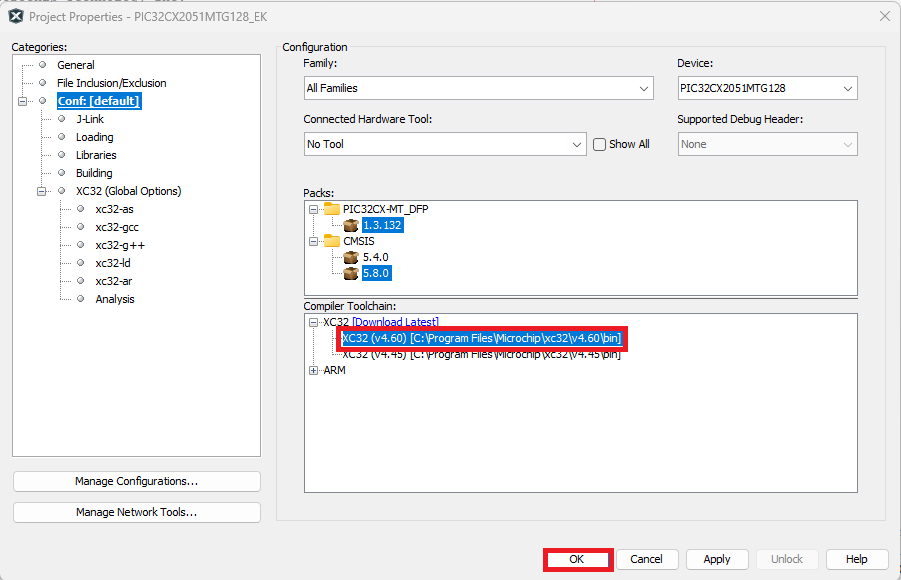 Project Properties - PIC32CX2051MTG128_EK
Categories:
General
File Inclusion/Exclusion
Conf: [default]
J-Link
Loading
Libraries
Building
XC32 (Global Options)
xc32-as
xc32-gcc
xc32-g++
xc32-ld
xc32-ar
Analysis
Manage Configurations...
Manage Network Tools...
Configuration
Family:
Device:
All Families
PIC32CX2051MTG128
Connected Hardware Tool:
Supported Debug Header:
No Tool
Show All
None
Packs:
PIC32CX-MT_DFP
1.3.132
CMSIS
5.4.0
5.8.0
Compiler Toolchain:
XC32 [Download Latest]
XC32 (v4.60) [C:\Program Files\Microchip\xc32\v4.60\bin]
XC32 (v4.45) [C:\Program Files\Microchip\xc32\v4.45\bin]
ARM
OK
Cancel
Apply
Unlock
Help